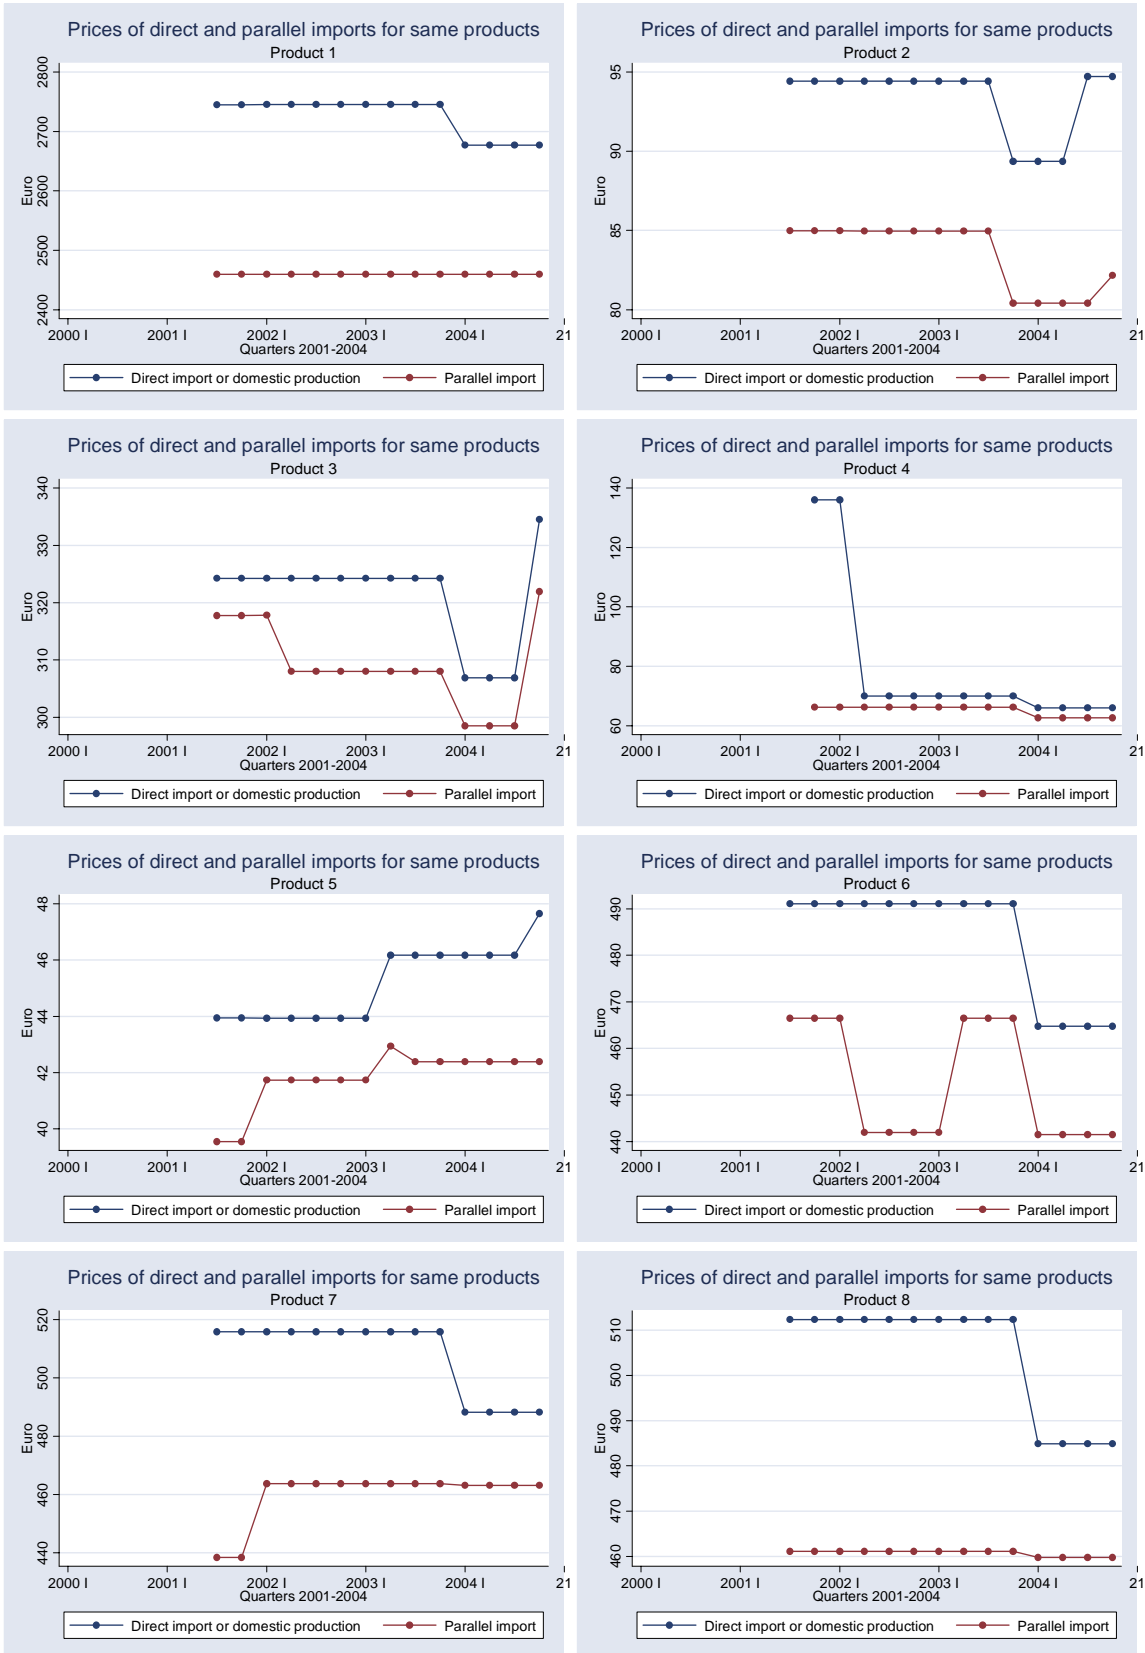 Prices of direct and parallel imports for same products
Product 1
Euro
2800
2700
2600
2500
2400
2000 I 2001 I 2002 I 2003 I 2004 I 21
Quarters 2001-2004
Direct import or domestic production Parallel import
Prices of direct and parallel imports for same products
Product 2
Euro
95
90
85
80
2000 I 2001 I 2002 I 2003 I 2004 I 21
Quarters 2001-2004
Direct import or domestic production Parallel import
Prices of direct and parallel imports for same products
Product 3
Euro
340
330
320
310
300
2000 I 2001 I 2002 I 2003 I 2004 I 21
Quarters 2001-2004
Direct import or domestic production Parallel import
Prices of direct and parallel imports for same products
Product 4
Euro
140
120
100
80
60
2000 I 2001 I 2002 I 2003 I 2004 I 21
Quarters 2001-2004
Direct import or domestic production Parallel import
Prices of direct and parallel imports for same products
Product 5
Euro
48
46
44
42
40
2000 I 2001 I 2002 I 2003 I 2004 I 21
Quarters 2001-2004
Direct import or domestic production Parallel import
Prices of direct and parallel imports for same products
Product 6
Euro
490
480
470
460
450
440
2000 I 2001 I 2002 I 2003 I 2004 I 21
Quarters 2001-2004
Direct import or domestic production Parallel import
Prices of direct and parallel imports for same products
Product 7
Euro
520
500
480
460
440
2000 I 2001 I 2002 I 2003 I 2004 I 21
Quarters 2001-2004
Direct import or domestic production Parallel import
Prices of direct and parallel imports for same products
Product 8
Euro
510
500
490
480
470
460
2000 I 2001 I 2002 I 2003 I 2004 I 21
Quarters 2001-2004
Direct import or domestic production Parallel import